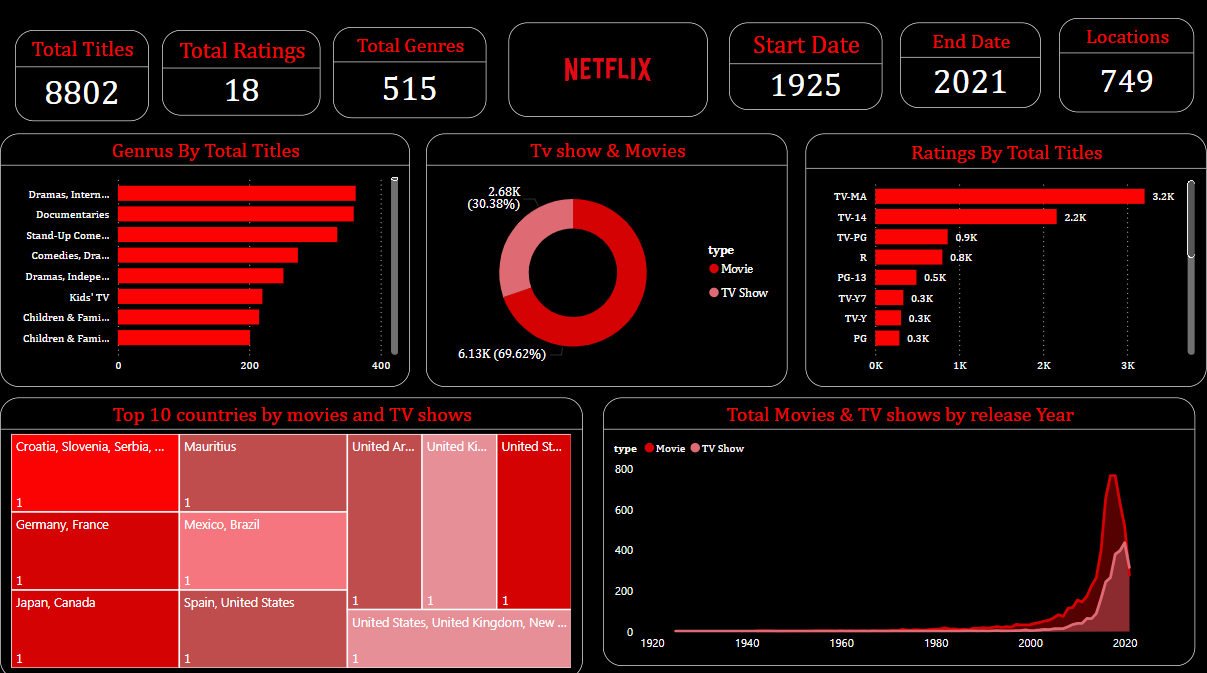 Total Titles
8802
Total Ratings
18
Total Genres
515
NETFLIX
Start Date
1925
End Date
2021
Locations
749
Genrus By Total Titles
Dramas, Intern...
Documentaries
Stand-Up Come...
Comedies, Dra...
Dramas, Indepe...
Kids' TV
Children & Fami...
Children & Fami...
0 200 400
Tv show & Movies
2.68K
(30.38%)
6.13K (69.62%)
type
Movie
TV Show
Ratings By Total Titles
TV-MA 3.2K
TV-14 2.2K
TV-PG 0.9K
R 0.8K
PG-13 0.5K
TV-Y7 0.3K
TV-Y 0.3K
PG 0.3K
0K 1K 2K 3K
Top 10 countries by movies and TV shows
Croatia, Slovenia, Serbia, ...
1
Germany, France
1
Japan, Canada
1
Mauritius
1
Mexico, Brazil
1
Spain, United States
1
United Ar...
1
United Ki...
1
United St...
1
United States, United Kingdom, New ...
1
Total Movies & TV shows by release Year
type Movie TV Show
800
600
400
200
0
1920 1940 1960 1980 2000 2020